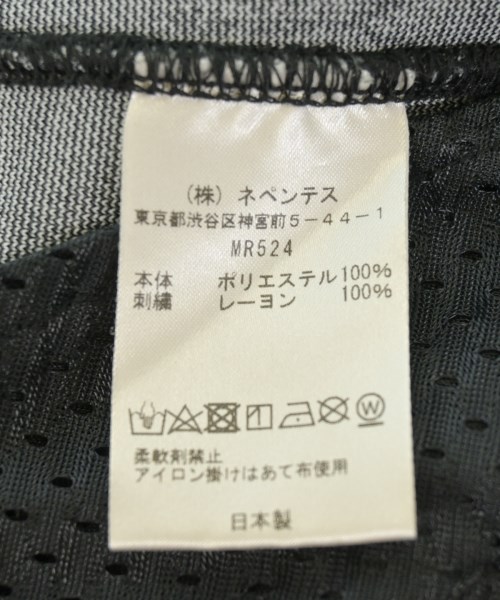 （株）ネペンテス
東京都渋谷区神宮前５－４４－１
MR524
本体 ポリエステル100%
刺繍 レーヨン 100%
W
柔軟剤禁止
アイロン掛けはあて布使用
日本製